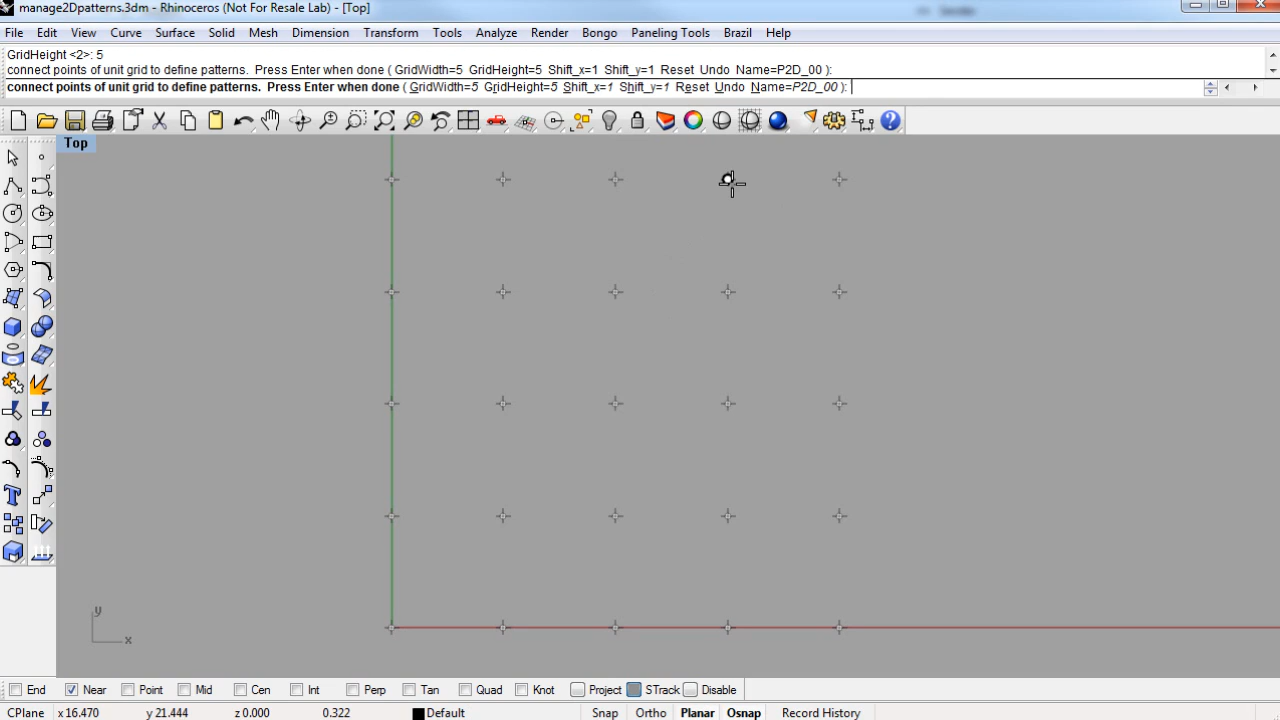 manage2Dpatterns.3dm - Rhinoceros (Not For Resale Lab) - [Top]
File Edit View Curve Surface Solid Mesh Dimension Transform Tools Analyze Render Bongo Paneling Tools Brazil Help
GridHeight <2>: 5
connect points of unit grid to define patterns. Press Enter when done ( GridWidth=5 GridHeight=5 Shift_x=1 Shift_y=1 Reset Undo Name=P2D_00 ):
connect points of unit grid to define patterns. Press Enter when done ( GridWidth=5 GridHeight=5 Shift_x=1 Shift_y=1 Reset Undo Name=P2D_00 ):
Top
y
x
End Near Point Mid Cen Int Perp Tan Quad Knot Project STrack Disable
CPlane x 16.470 y 21.444 z 0.000 0.322 Default Snap Ortho Planar Osnap Record History